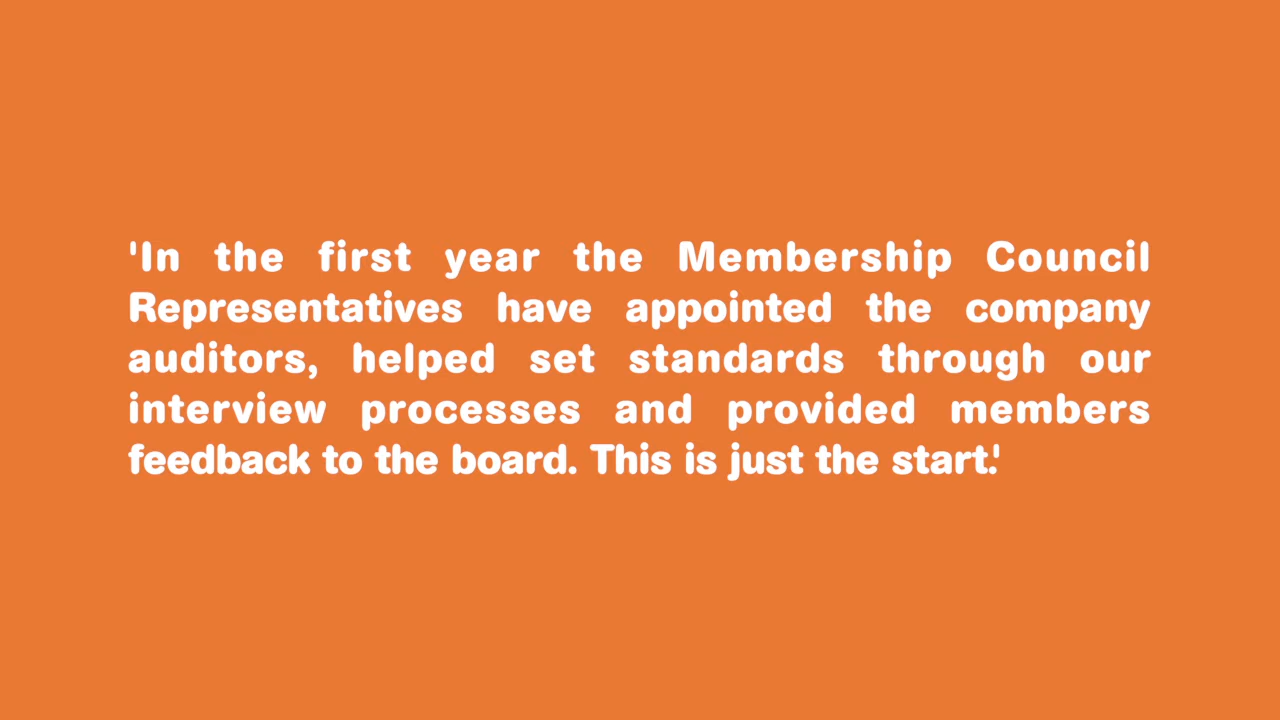 'In the first year the Membership Council
Representatives have appointed the company
auditors, helped set standards through our
interview processes and provided members
feedback to the board. This is just the start.'